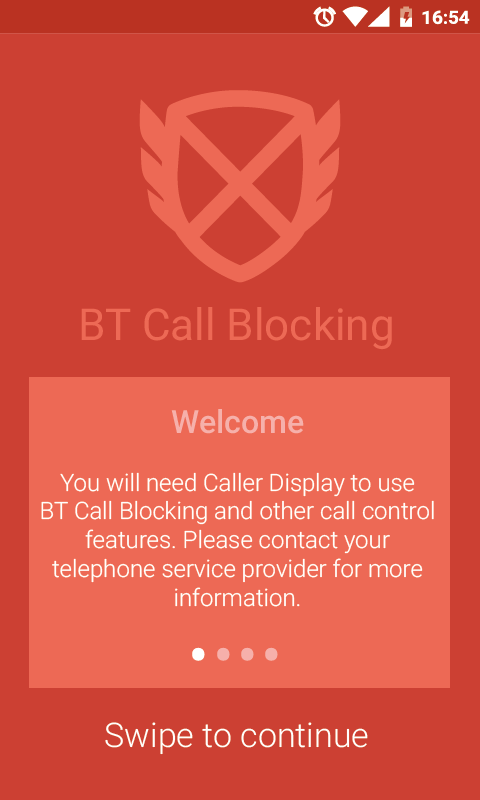 16:54
BT Call Blocking
Welcome
You will need Caller Display to use
BT Call Blocking and other call control
features. Please contact your
telephone service provider for more
information.
Swipe to continue